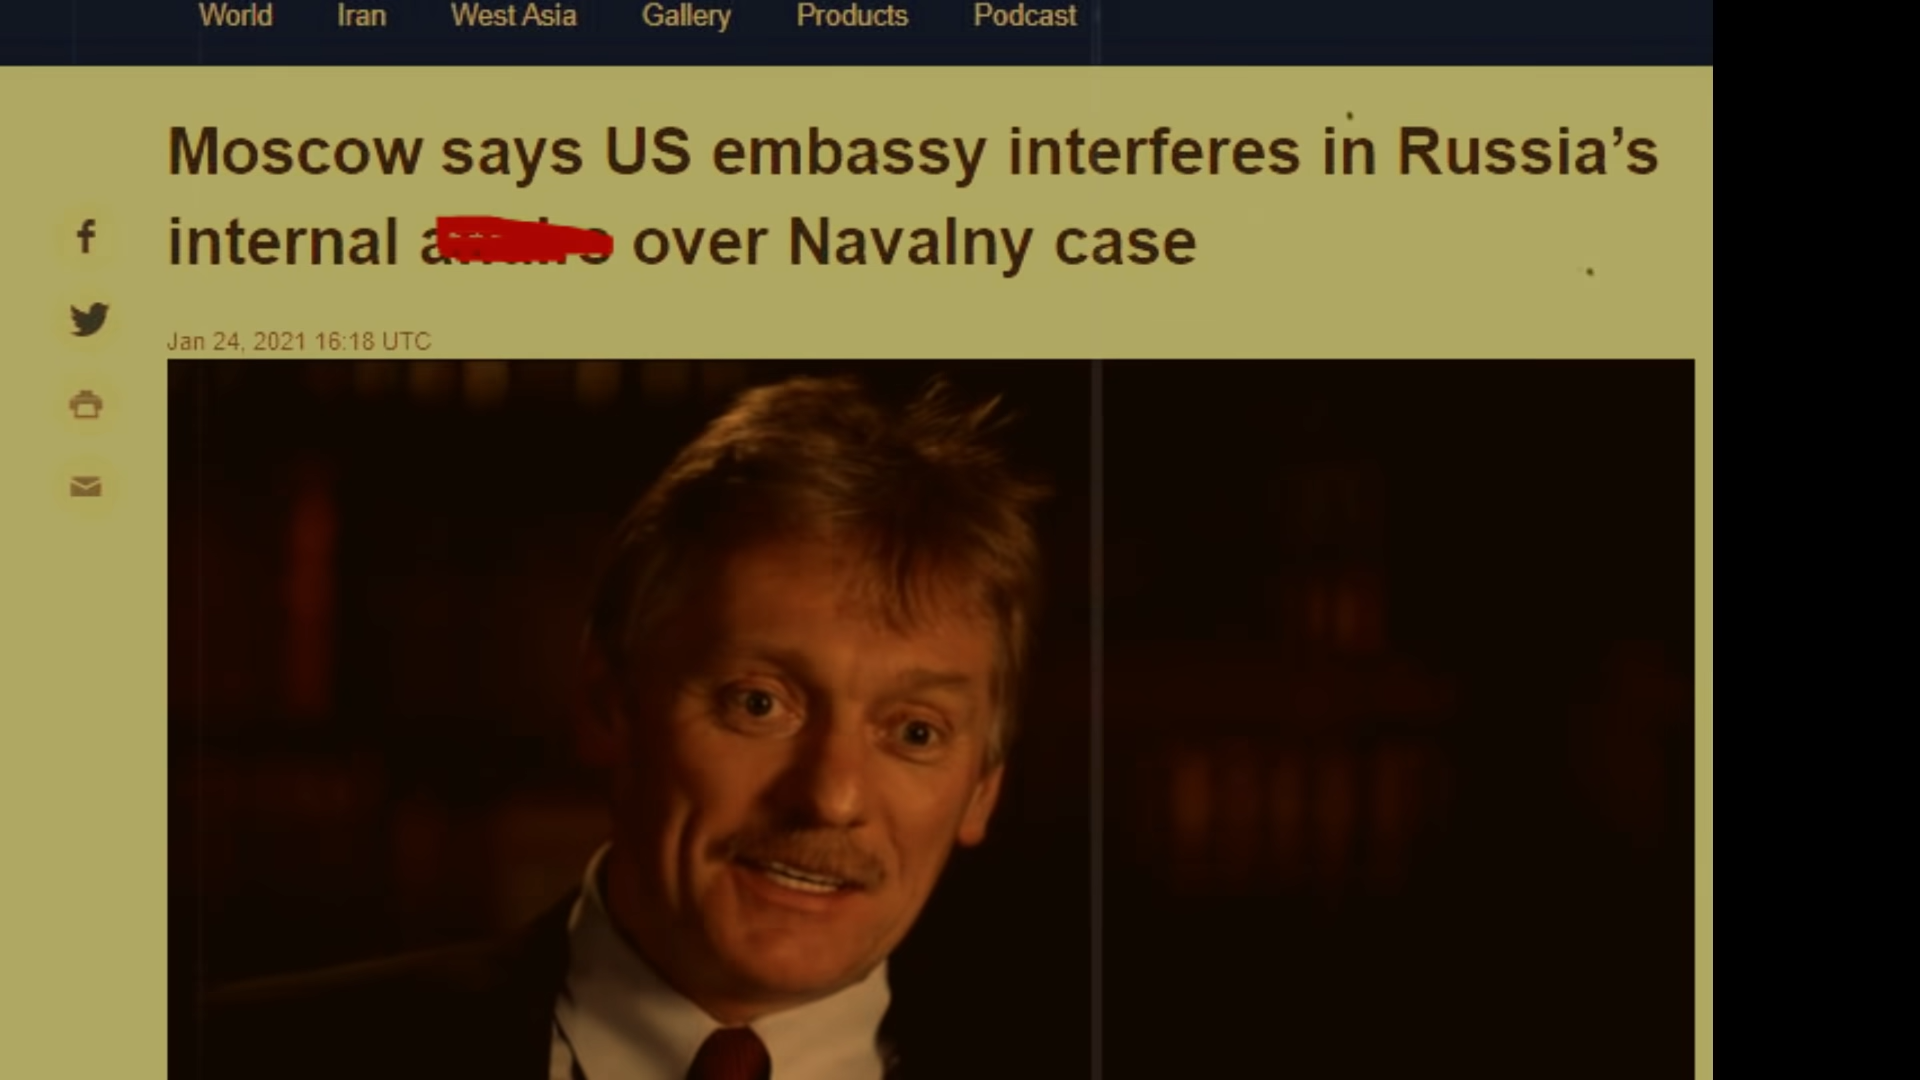 World Iran West Asia Gallery Products Podcast
Moscow says US embassy interferes in Russia’s
internal over Navalny case
Jan 24, 2021 16:18 UTC